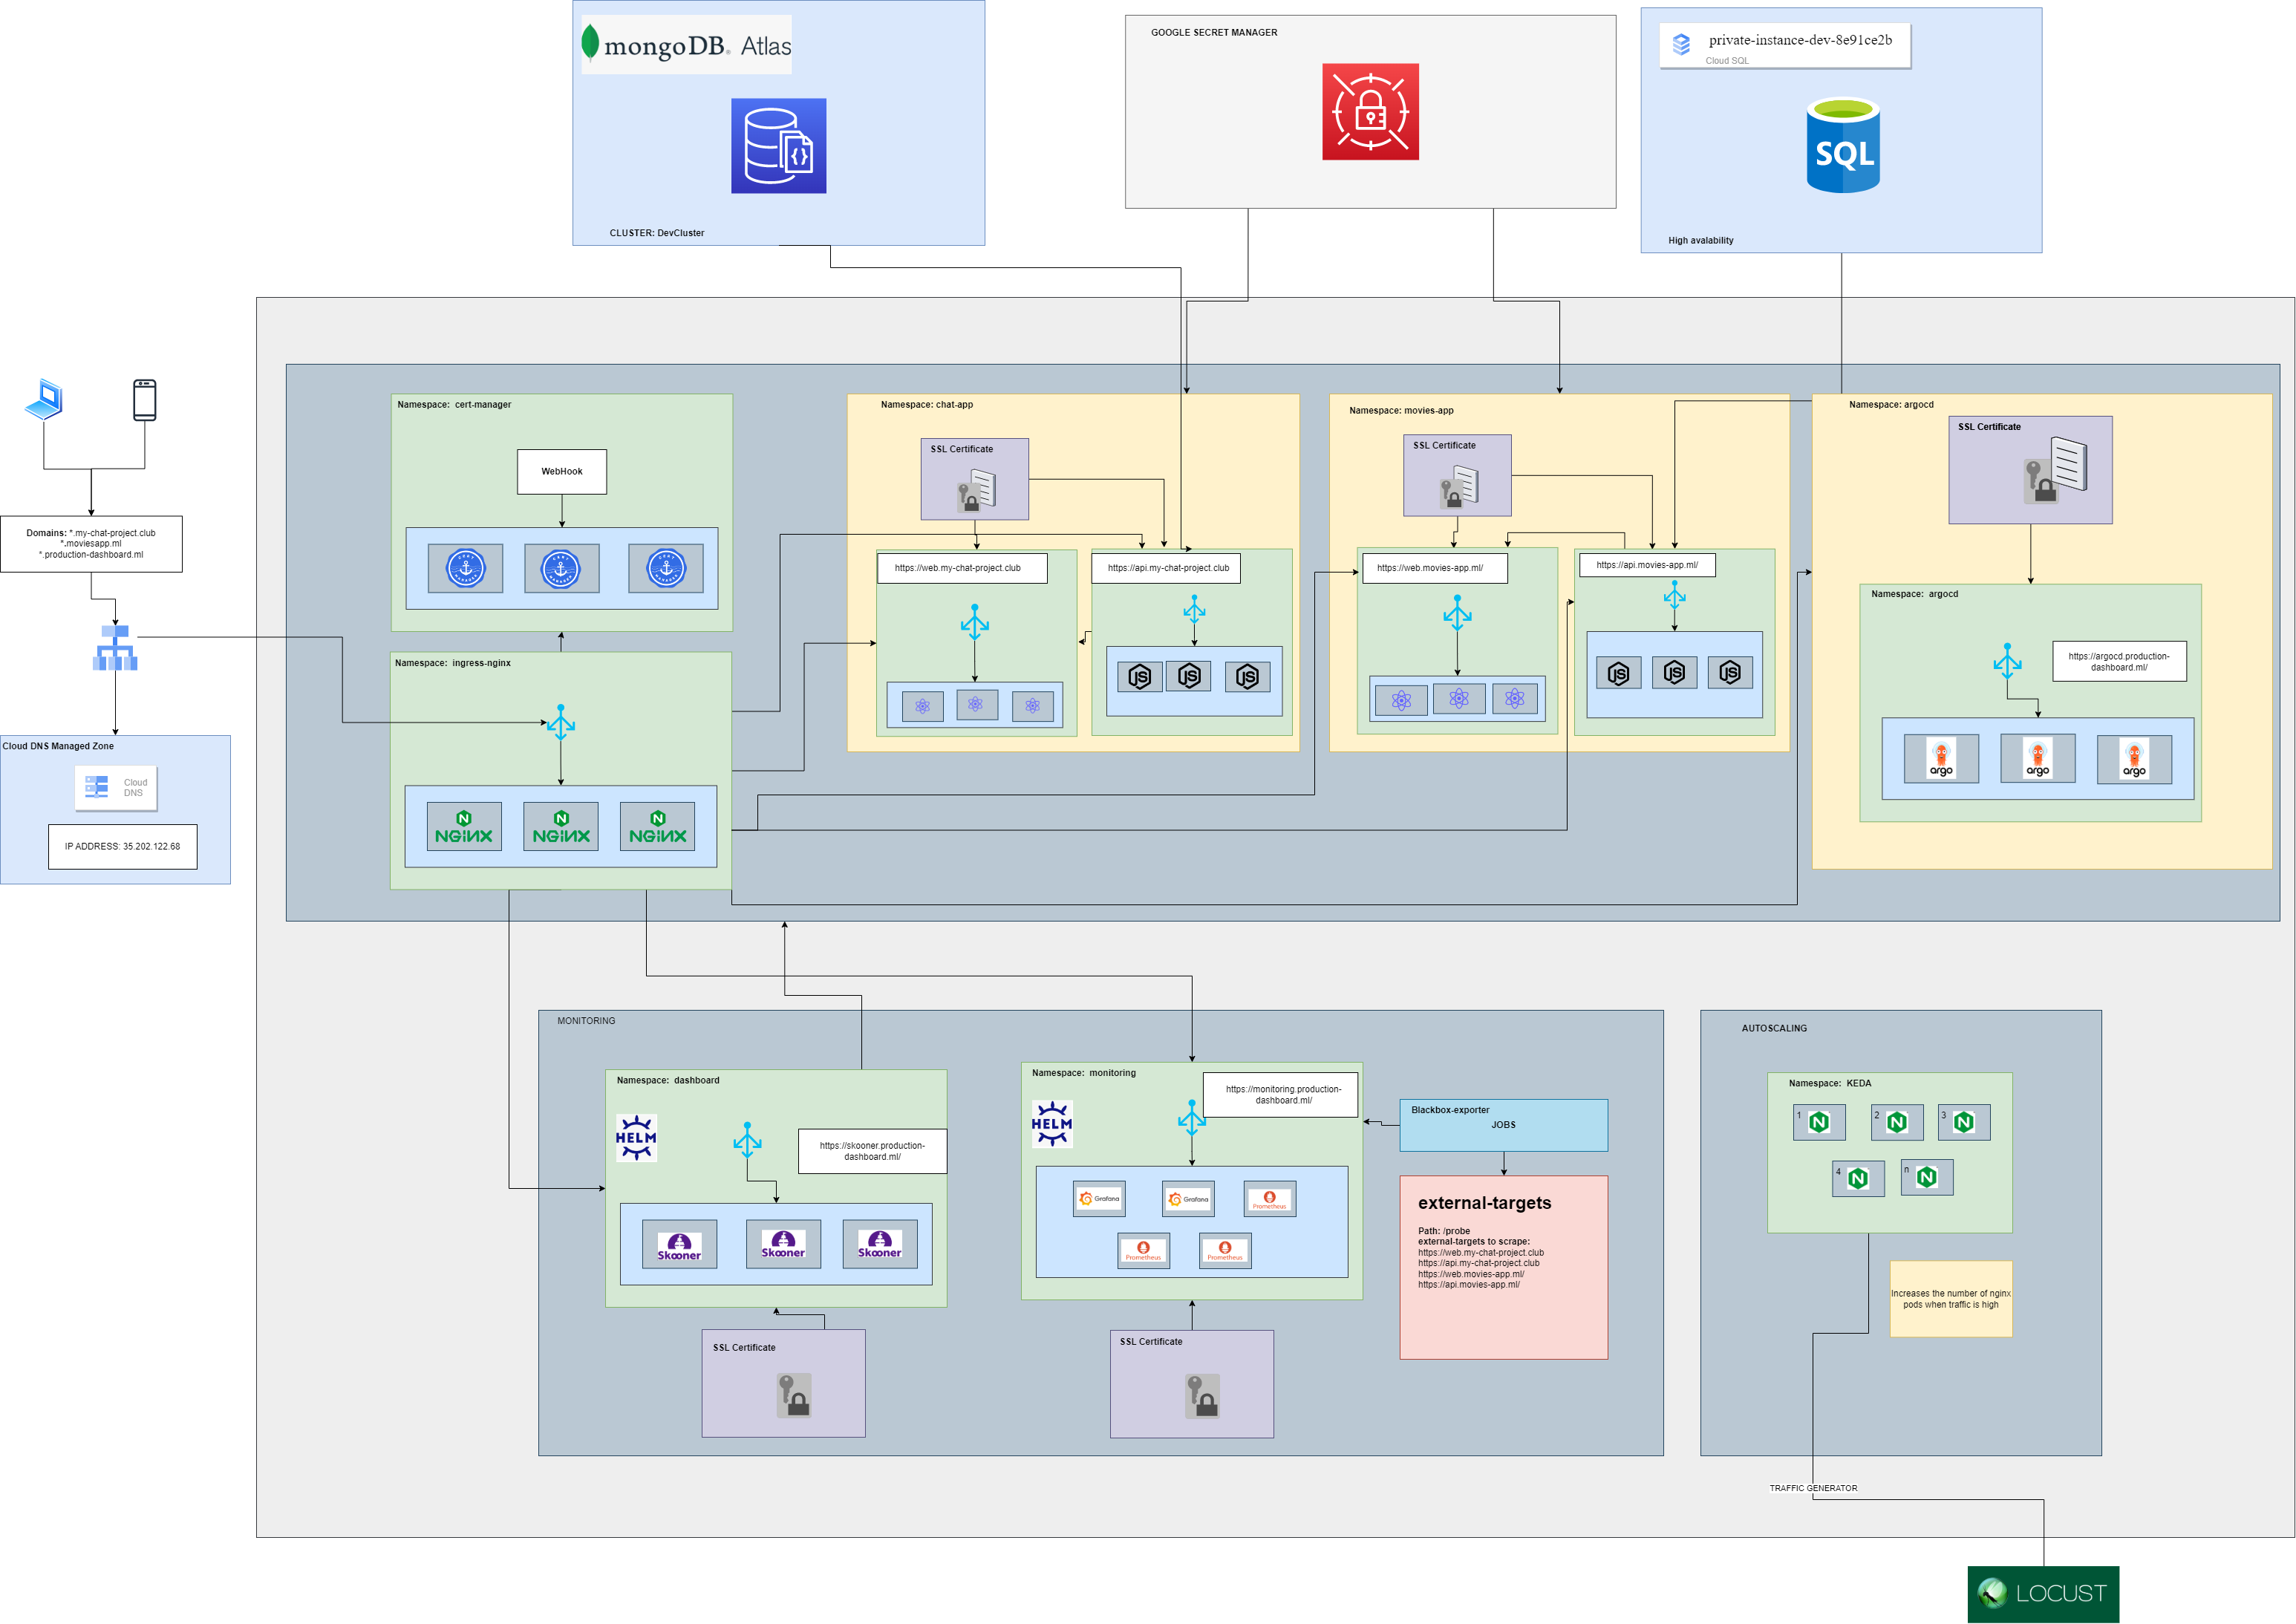 mongoDB. Atlas
CLUSTER: DevCluster
GOOGLE SECRET MANAGER
private-instance-dev-8e91ce2b
Cloud SQL
SQL
High avalability
Domains: *.my-chat-project.club
*.moviesapp.ml
*.production-dashboard.ml
Cloud DNS Managed Zone
Cloud
DNS
IP ADDRESS: 35.202.122.68
Namespace: cert-manager
WebHook
Namespace: ingress-nginx
NGINX
NGINX
NGINX
Namespace: chat-app
SSL Certificate
https://web.my-chat-project.club
https://api.my-chat-project.club
JS
JS
JS
Namespace: movies-app
SSL Certificate
https://web.movies-app.ml/
https://api.movies-app.ml/
JS
JS
JS
Namespace: argocd
SSL Certificate
Namespace: argocd
https://argocd.production-
dashboard.ml/
argo
argo
argo
MONITORING
Namespace: dashboard
HELM
https://skooner.production-
dashboard.ml/
Skooner
Skooner
Skooner
SSL Certificate
Namespace: monitoring
HELM
https://monitoring.production-
dashboard.ml/
Grafana
Grafana
Prometheus
Prometheus
Prometheus
SSL Certificate
Blackbox-exporter
JOBS
external-targets
Path: /probe
external-targets to scrape:
https://web.my-chat-project.club
https://api.my-chat-project.club
https://web.movies-app.ml/
https://api.movies-app.ml/
AUTOSCALING
Namespace: KEDA
1
2
3
4
n
Increases the number of nginx
pods when traffic is high
TRAFFIC GENERATOR
LOCUST